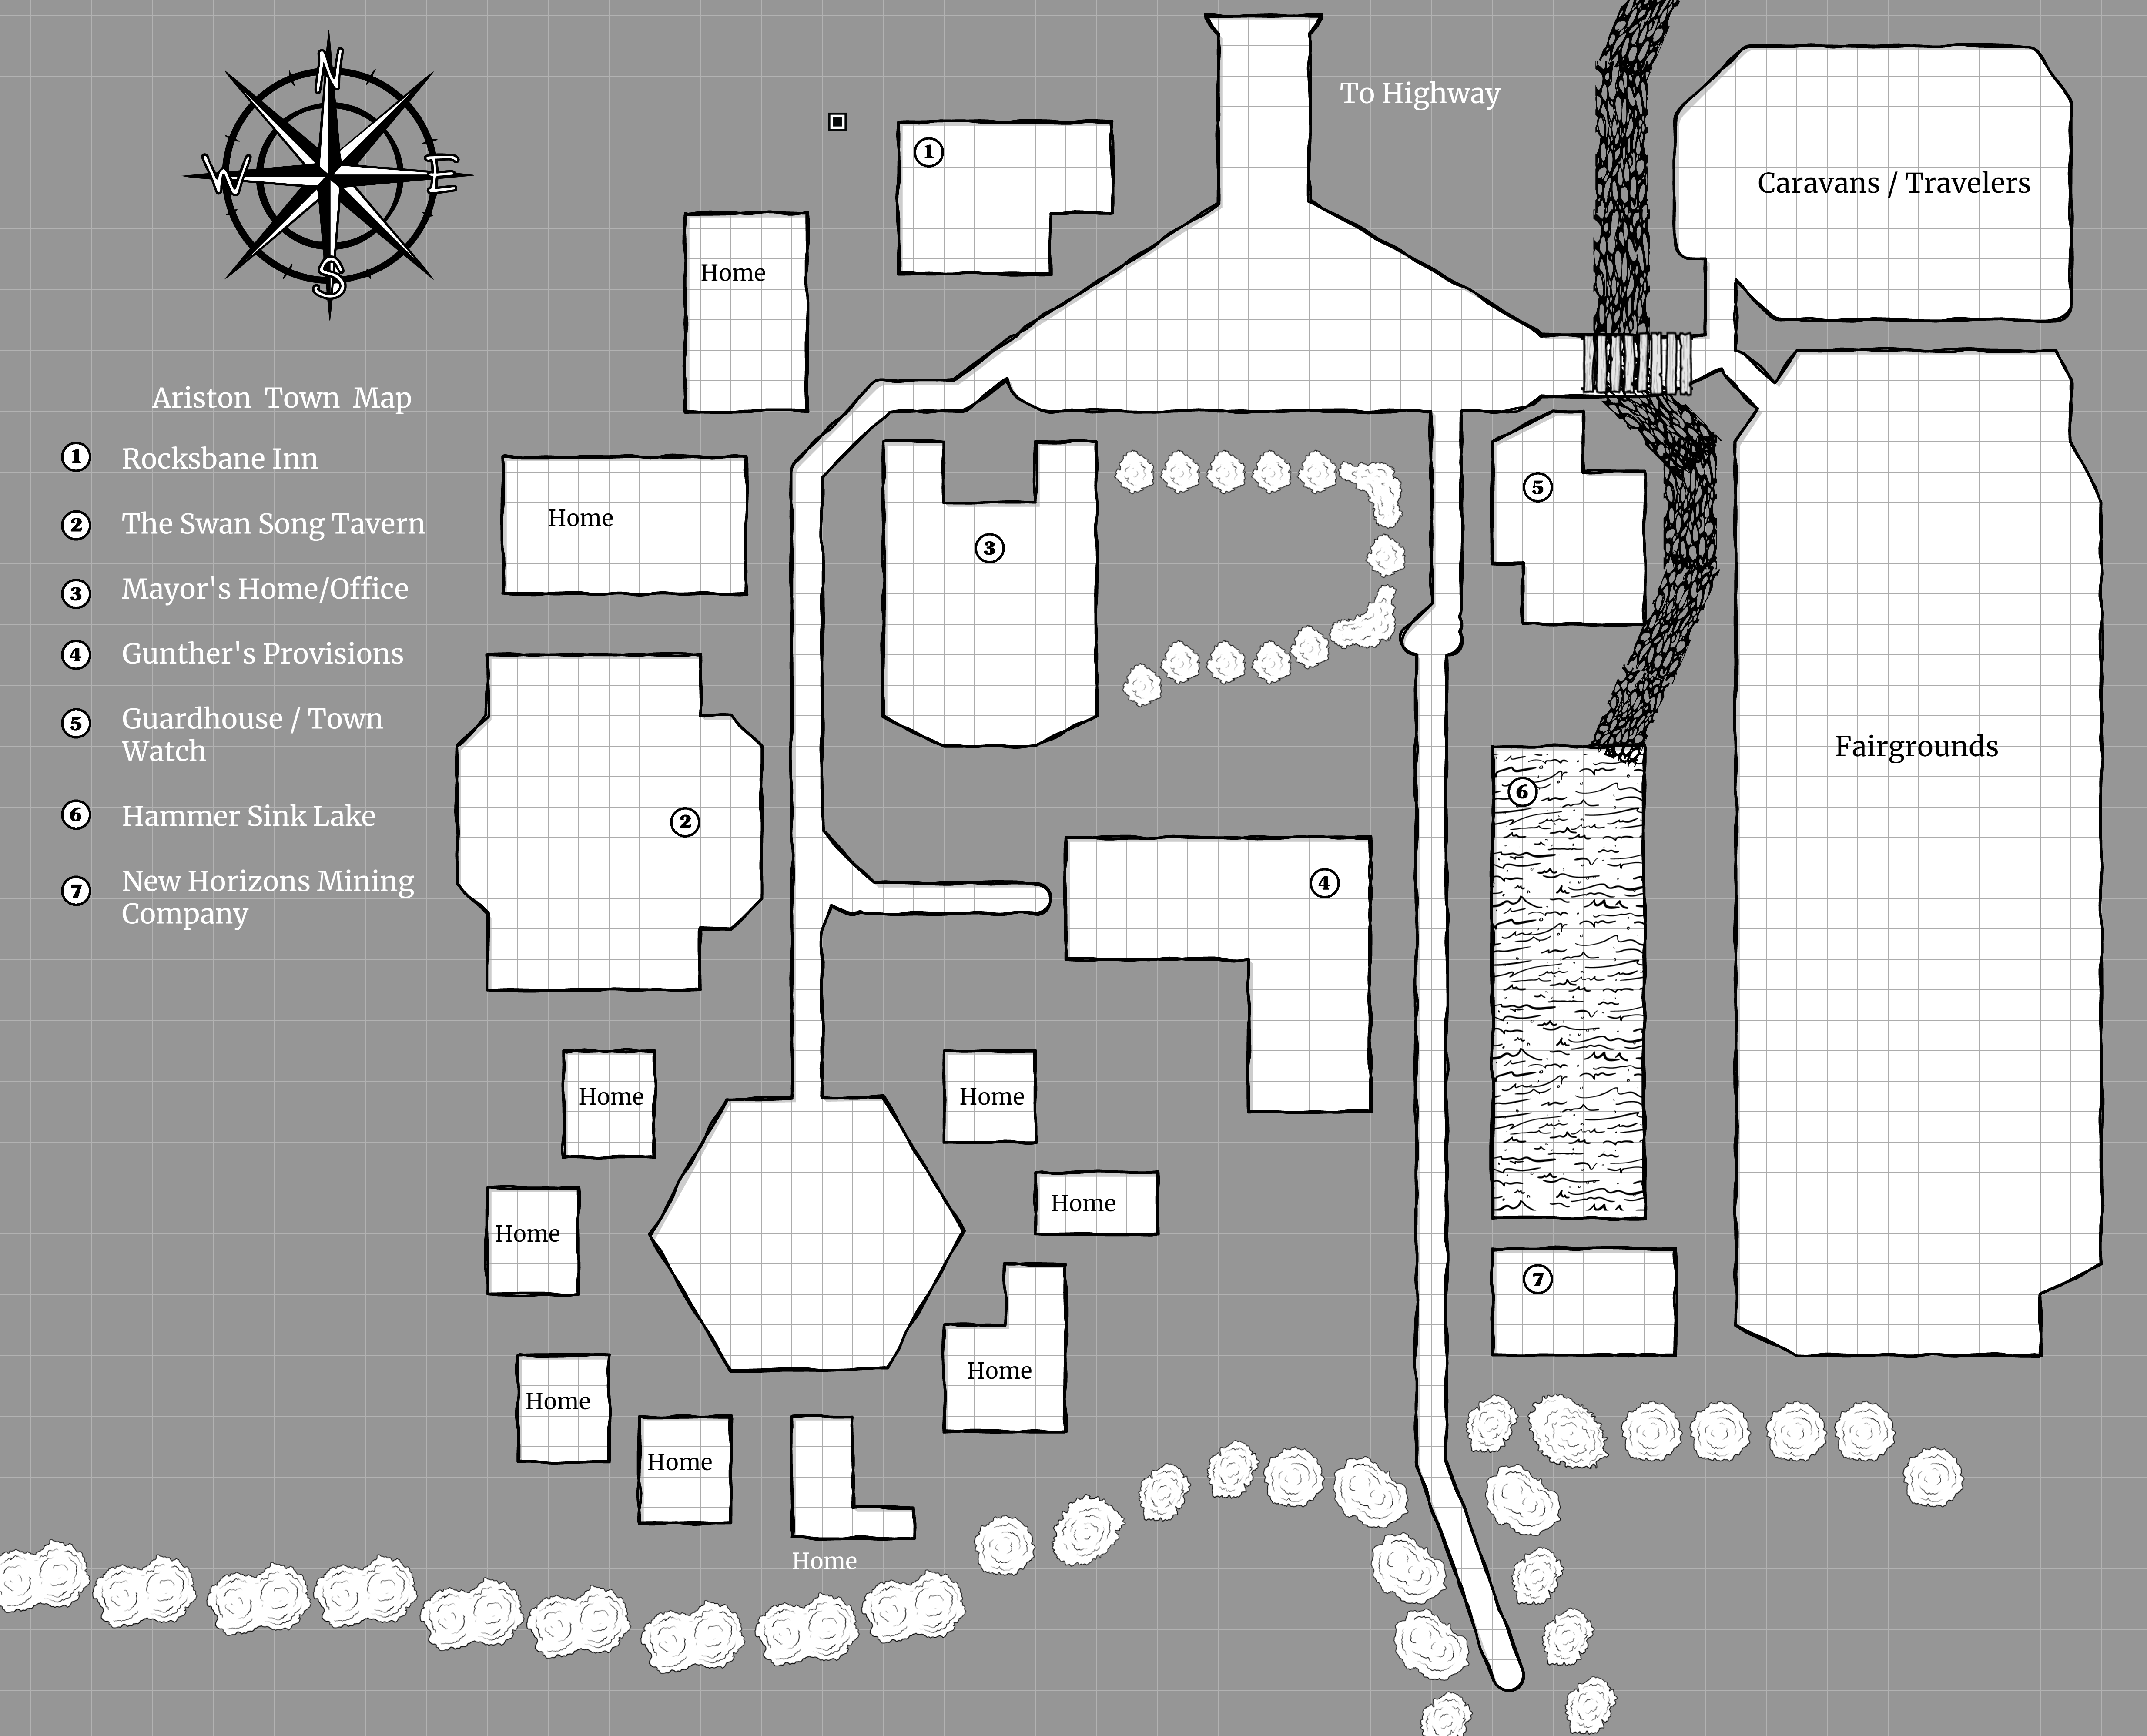 N
W
E
S
To Highway
Caravans / Travelers
1
Home
Ariston Town Map
1 Rocksbane Inn
2 The Swan Song Tavern
3 Mayor's Home/Office
4 Gunther's Provisions
5 Guardhouse / Town
Watch
6 Hammer Sink Lake
7 New Horizons Mining
Company
Home
3
5
Fairgrounds
2
6
4
Home
Home
Home
Home
7
Home
Home
Home
Home